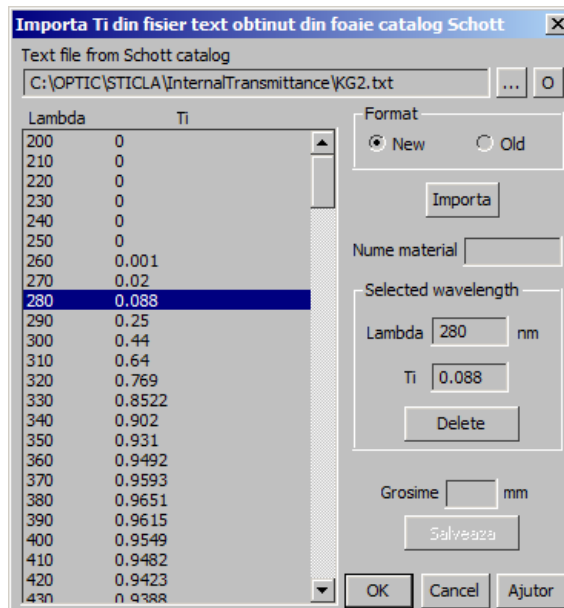 Importa Ti din fisier text obtinut din foaie catalog Schott
Text file from Schott catalog
C:\OPTIC\STICLA\InternalTransmittance\KG2.txt ... O
Lambda Ti
200 0
210 0
220 0
230 0
240 0
250 0
260 0.001
270 0.02
280 0.088
290 0.25
300 0.44
310 0.64
320 0.769
330 0.8522
340 0.902
350 0.931
360 0.9492
370 0.9593
380 0.9651
390 0.9615
400 0.9549
410 0.9482
420 0.9423
430 0.9388
Format
New Old
Importa
Nume material
Selected wavelength
Lambda 280 nm
Ti 0.088
Delete
Grosime mm
Salveaza
OK Cancel Ajutor